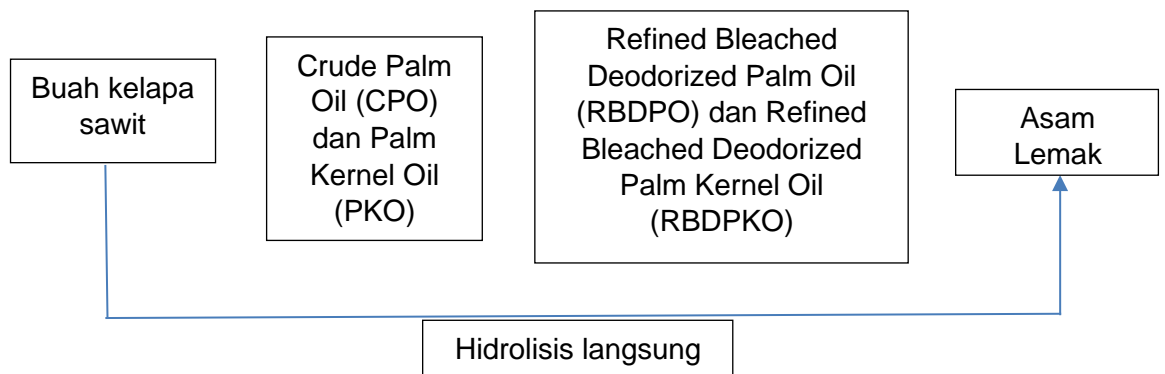 Buah kelapa
sawit
Crude Palm
Oil (CPO)
dan Palm
Kernel Oil
(PKO)
Refined Bleached
Deodorized Palm Oil
(RBDPO) dan Refined
Bleached Deodorized
Palm Kernel Oil
(RBDPKO)
Asam
Lemak
Hidrolisis langsung